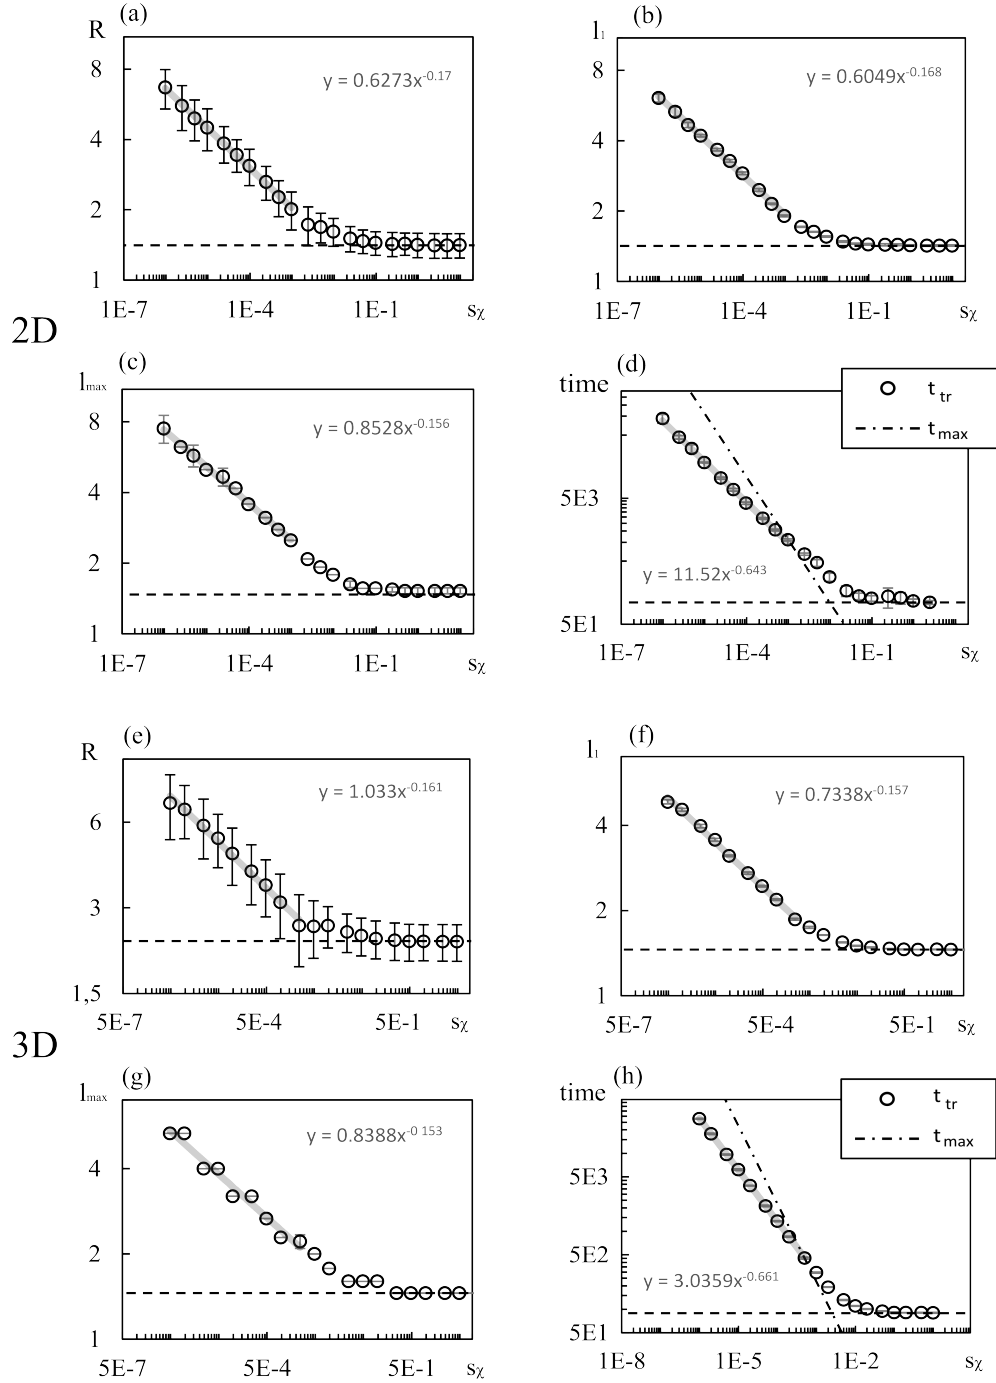 (a)
R
8
4
2
1
y = 0.6273x^-0.17
1E-7 1E-4 1E-1 sχ
(b)
l₁
8
4
2
1
y = 0.6049x^-0.168
1E-7 1E-4 1E-1 sχ
2D
(c)
lmax
8
4
2
1
y = 0.8528x^-0.156
1E-7 1E-4 1E-1 sχ
(d)
time
t tr
t max
5E3
5E1
y = 11.52x^-0.643
1E-7 1E-4 1E-1 sχ
(e)
R
6
3
1,5
y = 1.033x^-0.161
5E-7 5E-4 5E-1 sχ
(f)
l₁
4
2
1
y = 0.7338x^-0.157
5E-7 5E-4 5E-1 sχ
3D
(g)
lmax
4
2
1
y = 0.8388x^-0 153
5E-7 5E-4 5E-1 sχ
(h)
time
t tr
t max
5E3
5E2
5E1
y = 3.0359x^-0.661
1E-8 1E-5 1E-2 sχ